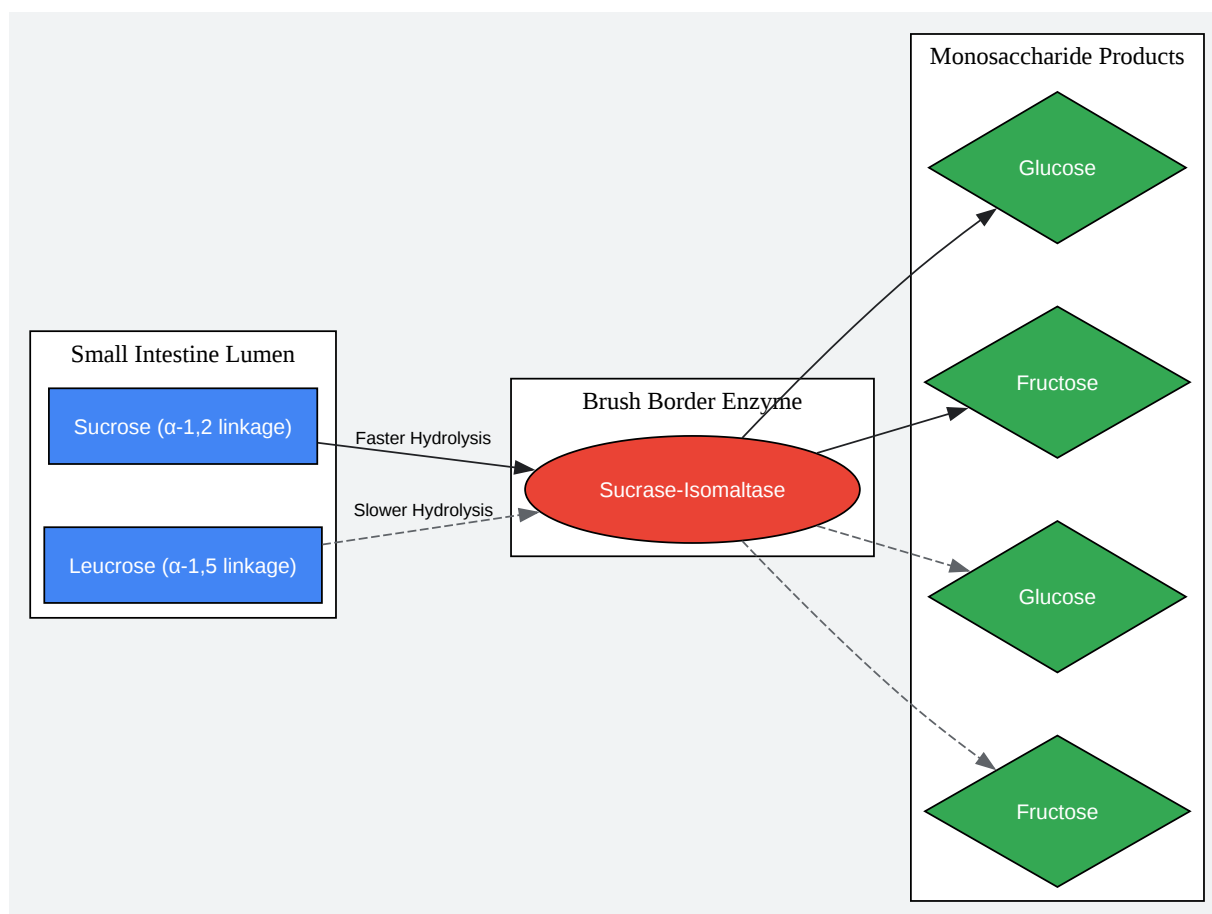 Small Intestine Lumen
Sucrose (α-1,2 linkage)
Leucrose (α-1,5 linkage)
Faster Hydrolysis
Slower Hydrolysis
Brush Border Enzyme
Sucrase-Isomaltase
Monosaccharide Products
Glucose
Fructose
Glucose
Fructose